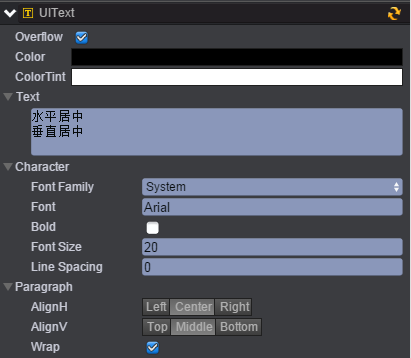 UIText
Overflow
Color
ColorTint
Text
水平居中
垂直居中
Character
Font Family System
Font Arial
Bold
Font Size 20
Line Spacing 0
Paragraph
AlignH Left Center Right
AlignV Top Middle Bottom
Wrap